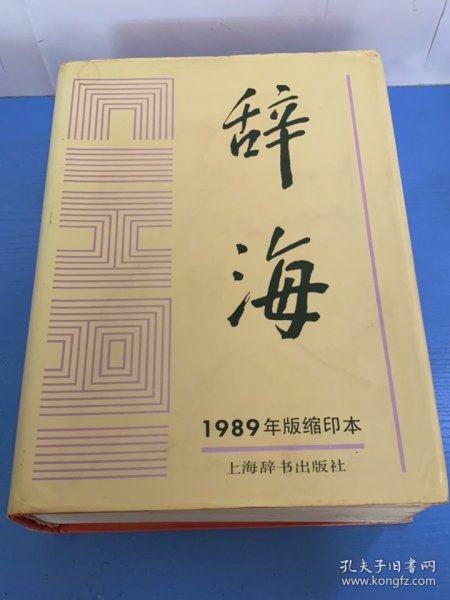 辞
海
1989年版缩印本
上海辞书出版社
孔夫子旧书网
www.kongfz.com